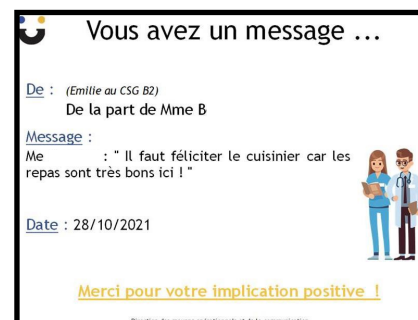 Vous avez un message ...
De : (Emilie au CSG B2)
De la part de Mme B
Message :
Me : " Il faut féliciter le cuisinier car les
repas sont très bons ici ! "
Date : 28/10/2021
Merci pour votre implication positive !